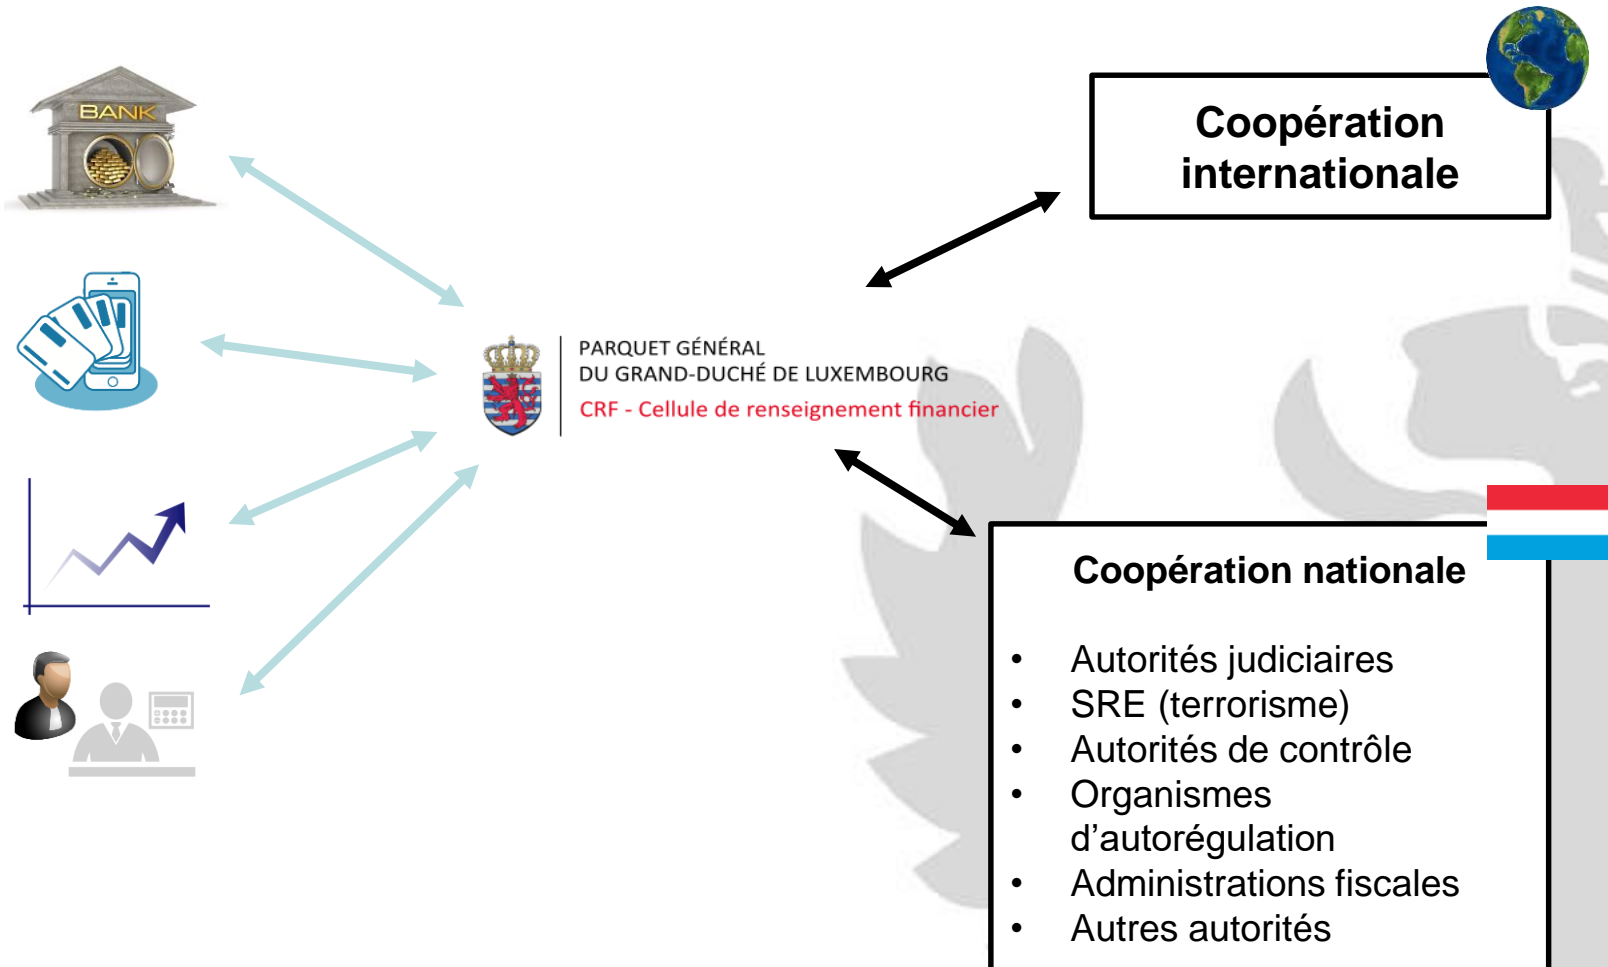 BANK
Coopération
internationale
PARQUET GÉNÉRAL
DU GRAND-DUCHÉ DE LUXEMBOURG
CRF - Cellule de renseignement financier
Coopération nationale
• Autorités judiciaires
• SRE (terrorisme)
• Autorités de contrôle
• Organismes
d’autorégulation
• Administrations fiscales
• Autres autorités